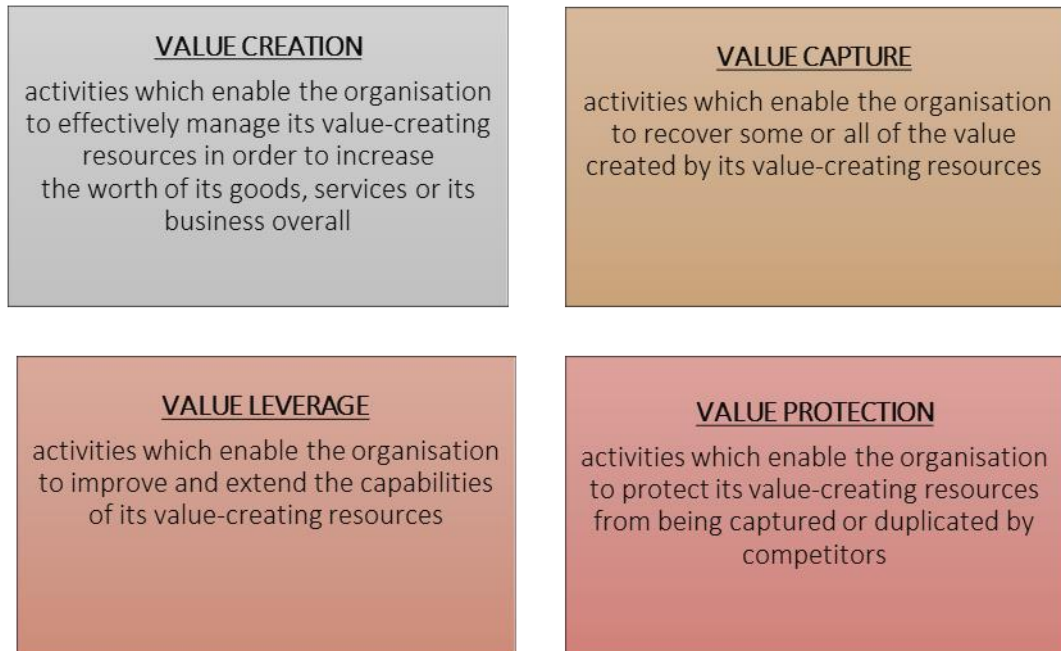 VALUE CREATION
activities which enable the organisation
to effectively manage its value-creating
resources in order to increase
the worth of its goods, services or its
business overall
VALUE CAPTURE
activities which enable the organisation
to recover some or all of the value
created by its value-creating resources
VALUE LEVERAGE
activities which enable the organisation
to improve and extend the capabilities
of its value-creating resources
VALUE PROTECTION
activities which enable the organisation
to protect its value-creating resources
from being captured or duplicated by
competitors